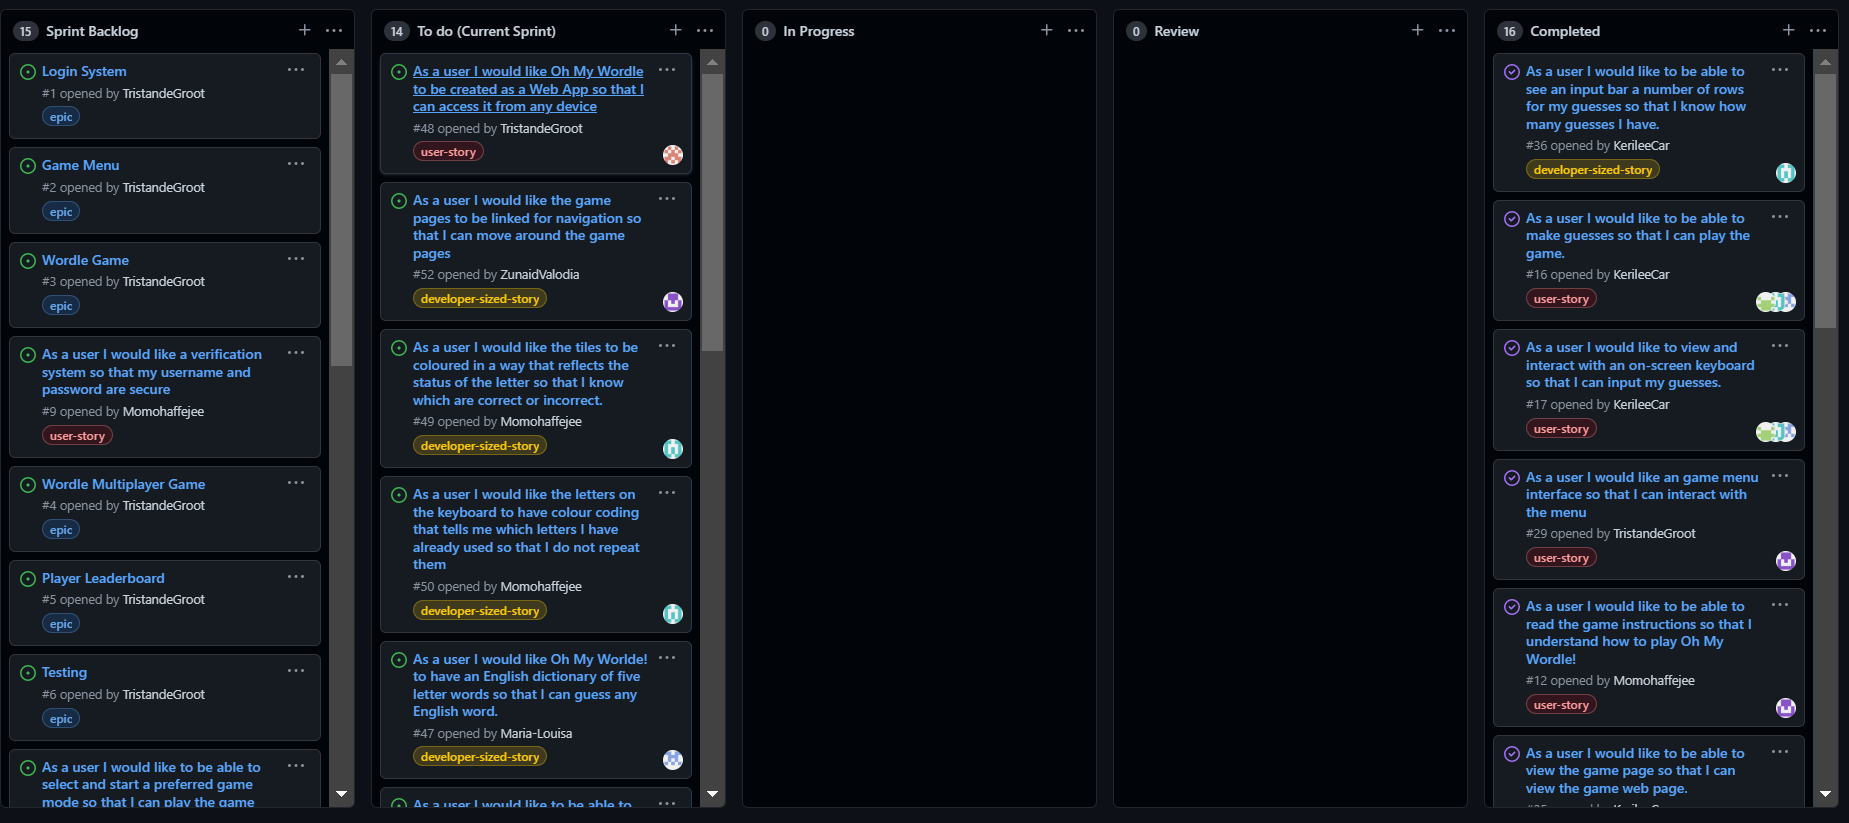 15 Sprint Backlog
Login System
#1 opened by TristandeGroot
epic
Game Menu
#2 opened by TristandeGroot
epic
Wordle Game
#3 opened by TristandeGroot
epic
As a user I would like a verification
system so that my username and
password are secure
#9 opened by Momohaffejee
user-story
Wordle Multiplayer Game
#4 opened by TristandeGroot
epic
Player Leaderboard
#5 opened by TristandeGroot
epic
Testing
#6 opened by TristandeGroot
epic
As a user I would like to be able to
select and start a preferred game
mode so that I can play the game
14 To do (Current Sprint)
As a user I would like Oh My Wordle
to be created as a Web App so that I
can access it from any device
#48 opened by TristandeGroot
user-story
As a user I would like the game
pages to be linked for navigation so
that I can move around the game
pages
#52 opened by ZunaidValodia
developer-sized-story
As a user I would like the tiles to be
coloured in a way that reflects the
status of the letter so that I know
which are correct or incorrect.
#49 opened by Momohaffejee
developer-sized-story
As a user I would like the letters on
the keyboard to have colour coding
that tells me which letters I have
already used so that I do not repeat
them
#50 opened by Momohaffejee
developer-sized-story
As a user I would like Oh My Worlde!
to have an English dictionary of five
letter words so that I can guess any
English word.
#47 opened by Maria-Louisa
developer-sized-story
As a user I would like to be able to
0 In Progress
0 Review
16 Completed
As a user I would like to be able to
see an input bar a number of rows
for my guesses so that I know how
many guesses I have.
#36 opened by KerileeCar
developer-sized-story
As a user I would like to be able to
make guesses so that I can play the
game.
#16 opened by KerileeCar
user-story
As a user I would like to view and
interact with an on-screen keyboard
so that I can input my guesses.
#17 opened by KerileeCar
user-story
As a user I would like an game menu
interface so that I can interact with
the menu
#29 opened by TristandeGroot
user-story
As a user I would like to be able to
read the game instructions so that I
understand how to play Oh My
Wordle!
#12 opened by Momohaffejee
user-story
As a user I would like to be able to
view the game page so that I can
view the game web page.